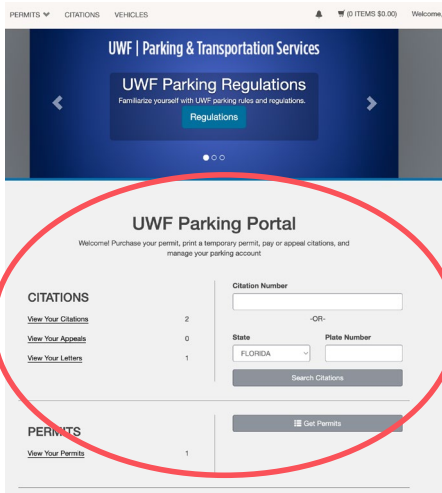 PERMITS CITATIONS VEHICLES (0 ITEMS $0.00) Welcome,
UWF | Parking & Transportation Services
UWF Parking Regulations
Familiarize yourself with UWF parking rules and regulations.
Regulations
UWF Parking Portal
Welcome! Purchase your permit, print a temporary permit, pay or appeal citations, and
manage your parking account
CITATIONS
View Your Citations 2
View Your Appeals 0
View Your Letters 1
Citation Number
-OR-
State Plate Number
FLORIDA
Search Citations
PERMITS
View Your Permits 1
Get Permits